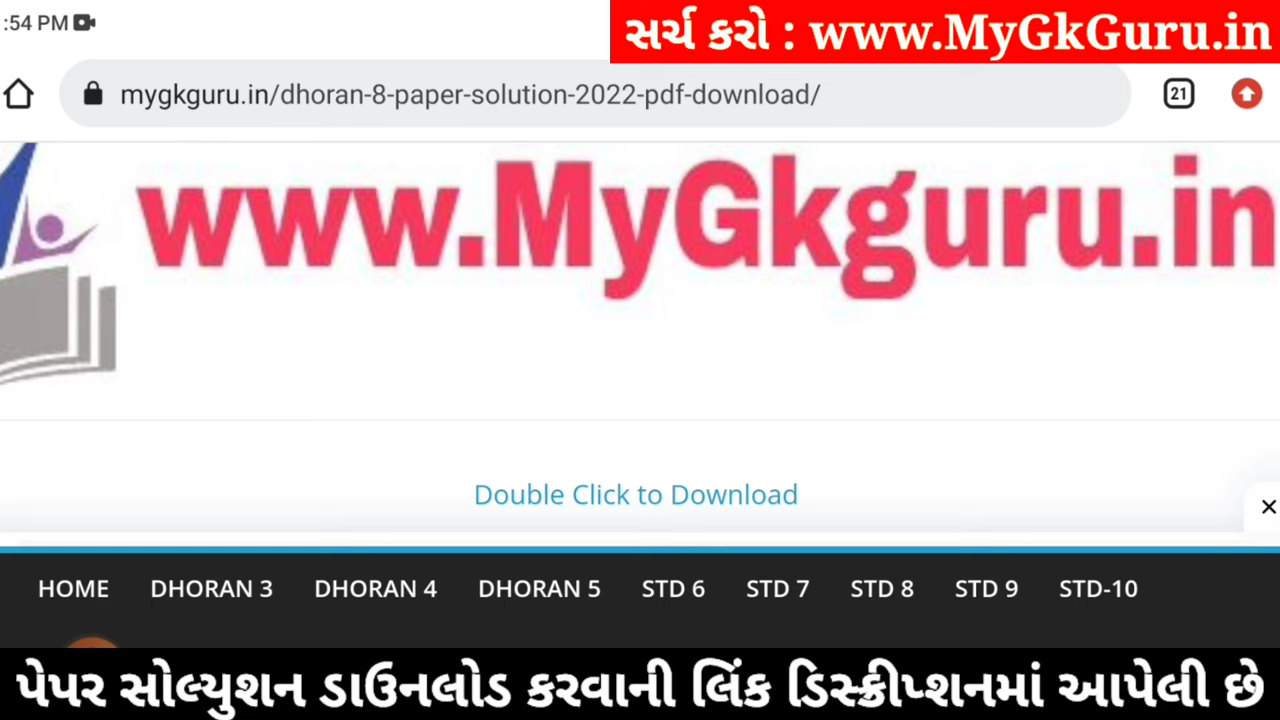 :54 PM
સર્ચ કરો : www.MyGkGuru.in
mygkguru.in/dhoran-8-paper-solution-2022-pdf-download/
21
www.MyGkguru.in
Double Click to Download
×
HOME DHORAN 3 DHORAN 4 DHORAN 5 STD 6 STD 7 STD 8 STD 9 STD-10
પેપર સોલ્યુશન ડાઉનલોડ કરવાની લિંક ડિસ્ક્રીપ્શનમાં આપેલી છે